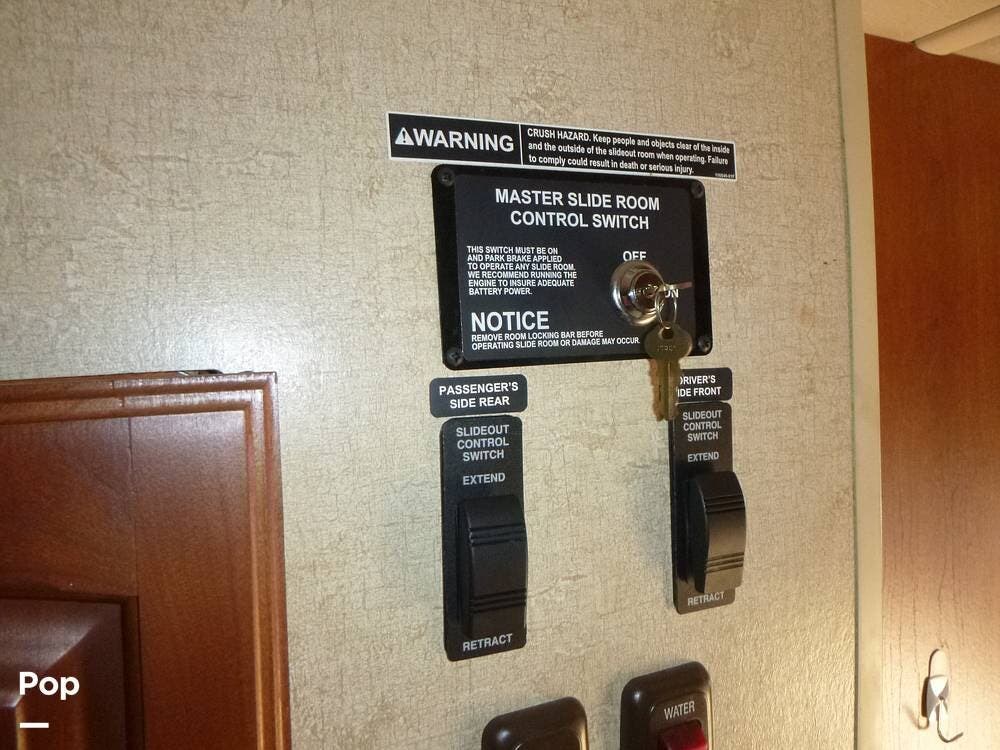 WARNING
CRUSH HAZARD. Keep people and objects clear of the inside
and the outside of the slideout room when operating. Failure
to comply could result in death or serious injury.
MASTER SLIDE ROOM
CONTROL SWITCH
THIS SWITCH MUST BE ON
AND PARK BRAKE APPLIED
TO OPERATE ANY SLIDE ROOM.
WE RECOMMEND RUNNING THE
ENGINE TO INSURE ADEQUATE
BATTERY POWER.
OFF
ON
NOTICE
REMOVE ROOM LOCKING BAR BEFORE
OPERATING SLIDE ROOM OR DAMAGE MAY OCCUR.
PASSENGER'S
SIDE REAR
SLIDEOUT
CONTROL
SWITCH
EXTEND
RETRACT
DRIVER'S
IDE FRONT
SLIDEOUT
CONTROL
SWITCH
EXTEND
RETRACT
WATER
Pop